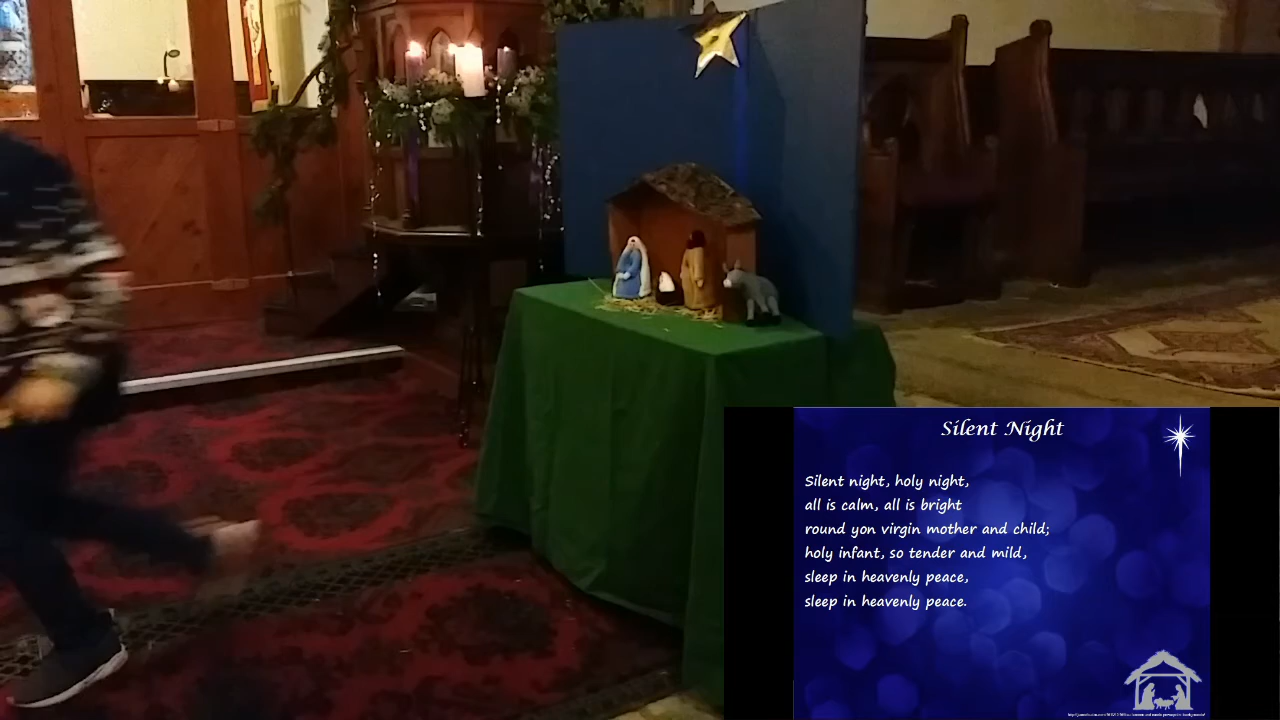 Silent Night
Silent night, holy night,
all is calm, all is bright
round yon virgin mother and child;
holy infant, so tender and mild,
sleep in heavenly peace,
sleep in heavenly peace.